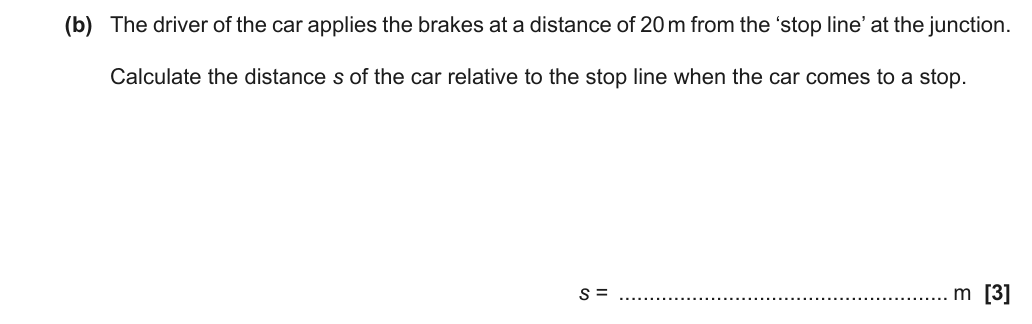 (b) The driver of the car applies the brakes at a distance of 20 m from the ‘stop line’ at the junction.
Calculate the distance s of the car relative to the stop line when the car comes to a stop.
s = ...................................................... m [3]